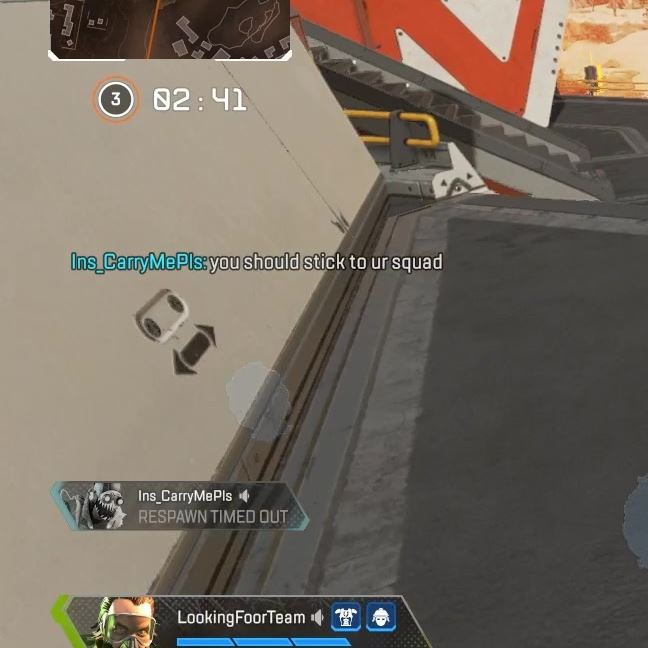 3 02:41
Ins_CarryMePls: you should stick to ur squad
Ins_CarryMePls
RESPAWN TIMED OUT
LookingFoorTeam